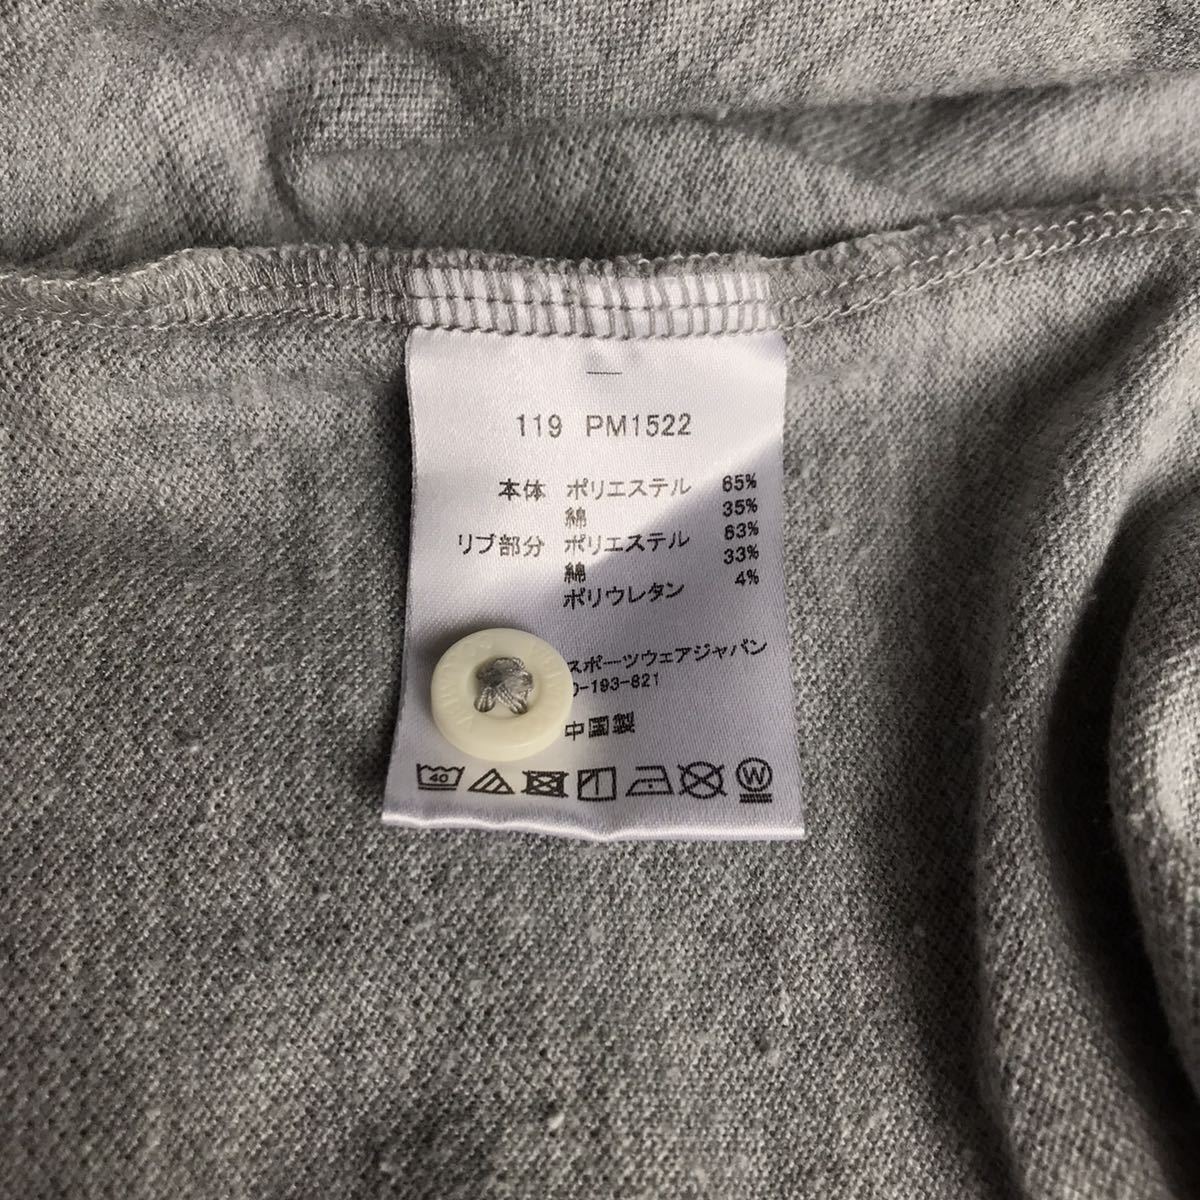 119 PM1522
本体 ポリエステル 65%
綿 35%
リブ部分 ポリエステル 63%
綿 33%
ポリウレタン 4%
スポーツウェアジャパン
0-193-821
中国製
40
W